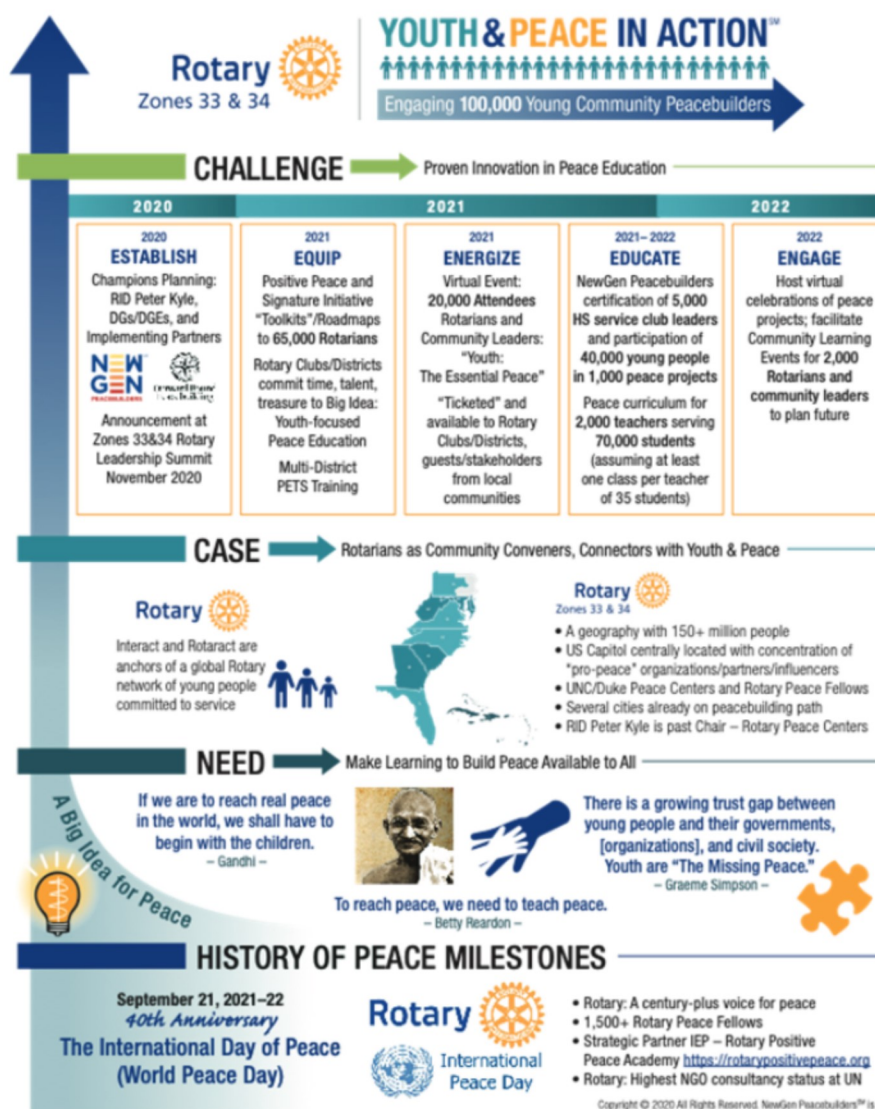 Rotary
Zones 33 & 34
YOUTH & PEACE IN ACTION℠
Engaging 100,000 Young Community Peacebuilders
CHALLENGE
Proven Innovation in Peace Education
2020
2021
2022
2020
ESTABLISH
Champions Planning:
RID Peter Kyle,
DGs/DGEs, and
Implementing Partners
NEW
GEN
PEACEBUILDERS
Announcement at
Zones 33&34 Rotary
Leadership Summit
November 2020
2021
EQUIP
Positive Peace and
Signature Initiative
"Toolkits"/Roadmaps
to 65,000 Rotarians
Rotary Clubs/Districts
commit time, talent,
treasure to Big Idea:
Youth-focused
Peace Education
Multi-District
PETS Training
2021
ENERGIZE
Virtual Event:
20,000 Attendees
Rotarians and
Community Leaders:
"Youth:
The Essential Peace"
"Ticketed" and
available to Rotary
Clubs/Districts,
guests/stakeholders
from local
communities
2021–2022
EDUCATE
NewGen Peacebuilders
certification of 5,000
HS service club leaders
and participation of
40,000 young people
in 1,000 peace projects
Peace curriculum for
2,000 teachers serving
70,000 students
(assuming at least
one class per teacher
of 35 students)
2022
ENGAGE
Host virtual
celebrations of peace
projects; facilitate
Community Learning
Events for 2,000
Rotarians and
community leaders
to plan future
CASE
Rotarians as Community Conveners, Connectors with Youth & Peace
Rotary
Interact and Rotaract are
anchors of a global Rotary
network of young people
committed to service
Rotary
Zones 33 & 34
• A geography with 150+ million people
• US Capitol centrally located with concentration of
"pro-peace" organizations/partners/influencers
• UNC/Duke Peace Centers and Rotary Peace Fellows
• Several cities already on peacebuilding path
• RID Peter Kyle is past Chair – Rotary Peace Centers
NEED
Make Learning to Build Peace Available to All
A Big Idea for Peace
If we are to reach real peace
in the world, we shall have to
begin with the children.
– Gandhi –
To reach peace, we need to teach peace.
– Betty Reardon –
There is a growing trust gap between
young people and their governments,
[organizations], and civil society.
Youth are "The Missing Peace."
– Graeme Simpson –
HISTORY OF PEACE MILESTONES
September 21, 2021–22
40th Anniversary
The International Day of Peace
(World Peace Day)
Rotary
International
Peace Day
• Rotary: A century-plus voice for peace
• 1,500+ Rotary Peace Fellows
• Strategic Partner IEP – Rotary Positive
Peace Academy https://rotarypositivepeace.org
• Rotary: Highest NGO consultancy status at UN
Copyright © 2020 All Rights Reserved. NewGen Peacebuilders℠ is